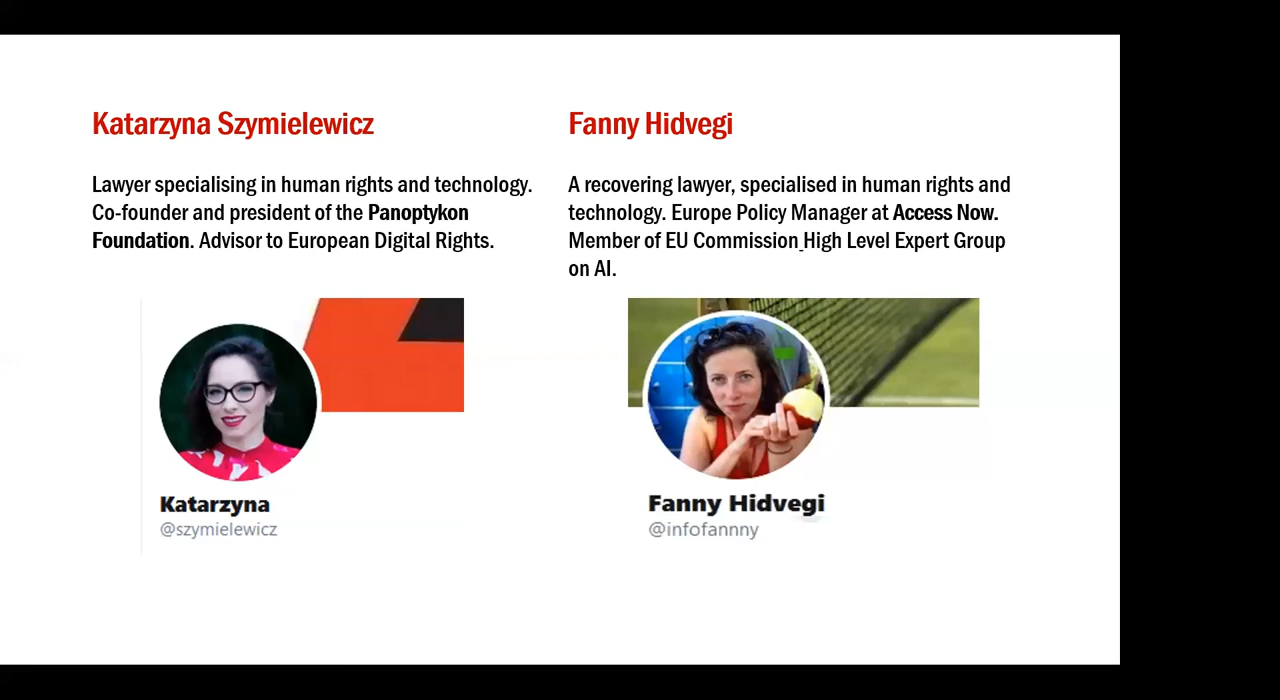 Katarzyna Szymielewicz
Lawyer specialising in human rights and technology.
Co-founder and president of the Panoptykon
Foundation. Advisor to European Digital Rights.
Katarzyna
@szymielewicz
Fanny Hidvegi
A recovering lawyer, specialised in human rights and
technology. Europe Policy Manager at Access Now.
Member of EU Commission High Level Expert Group
on AI.
Fanny Hidvegi
@infofannny